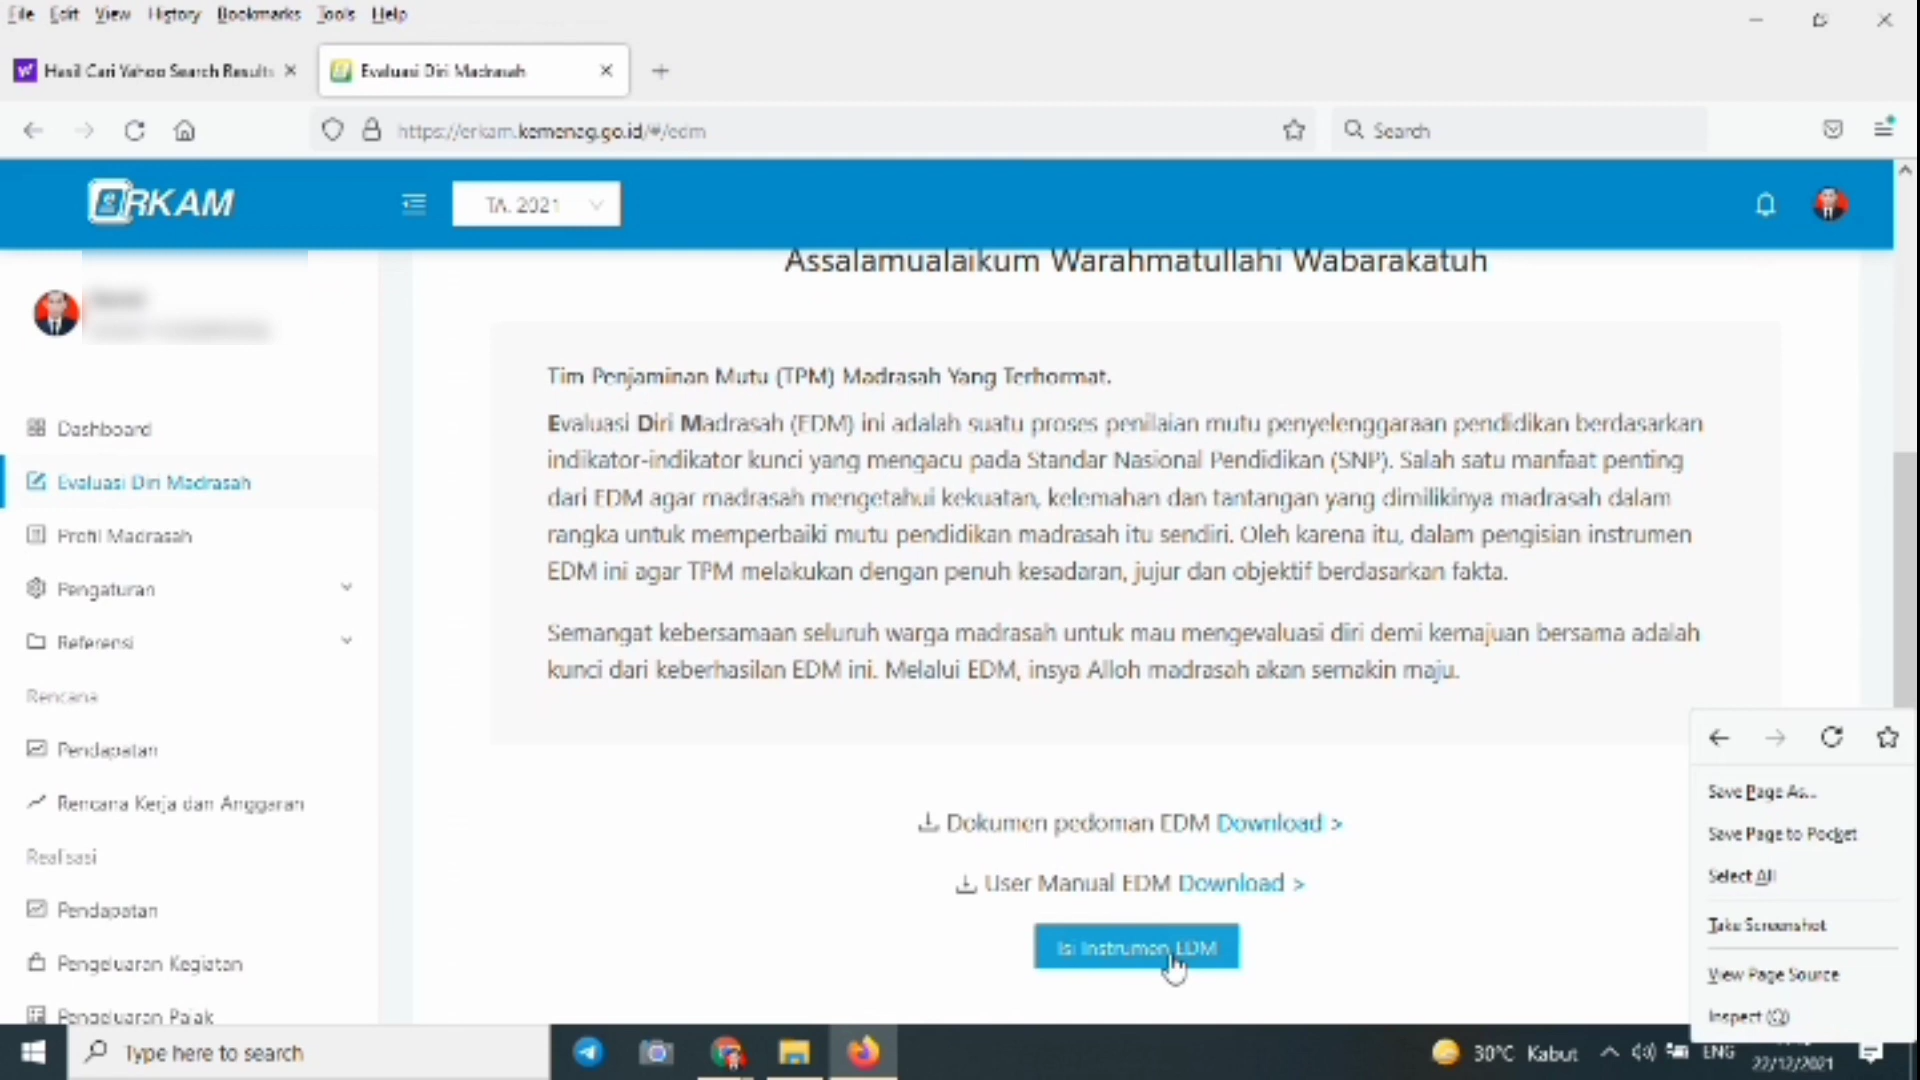 File Edit View History Bookmarks Tools Help
Hasil Cari Yahoo Search Results
Evaluasi Diri Madrasah
https://erkam.kemenag.go.id/#/edm
Search
eRKAM
TA. 2021
Assalamualaikum Warahmatullahi Wabarakatuh
Tim Penjaminan Mutu (TPM) Madrasah Yang Terhormat.
Evaluasi Diri Madrasah (EDM) ini adalah suatu proses penilaian mutu penyelenggaraan pendidikan berdasarkan
indikator-indikator kunci yang mengacu pada Standar Nasional Pendidikan (SNP). Salah satu manfaat penting
dari EDM agar madrasah mengetahui kekuatan, kelemahan dan tantangan yang dimilikinya madrasah dalam
rangka untuk memperbaiki mutu pendidikan madrasah itu sendiri. Oleh karena itu, dalam pengisian instrumen
EDM ini agar TPM melakukan dengan penuh kesadaran, jujur dan objektif berdasarkan fakta.
Semangat kebersamaan seluruh warga madrasah untuk mau mengevaluasi diri demi kemajuan bersama adalah
kunci dari keberhasilan EDM ini. Melalui EDM, insya Alloh madrasah akan semakin maju.
Dokumen pedoman EDM Download >
User Manual EDM Download >
Isi Instrumen EDM
Dashboard
Evaluasi Diri Madrasah
Profil Madrasah
Pengaturan
Referensi
Rencana
Pendapatan
Rencana Kerja dan Anggaran
Realisasi
Pendapatan
Pengeluaran Kegiatan
Pengeluaran Pajak
Save Page As...
Save Page to Pocket
Select All
Take Screenshot
View Page Source
Inspect (Q)
Type here to search
30°C Kabut
ENG
22/12/2021